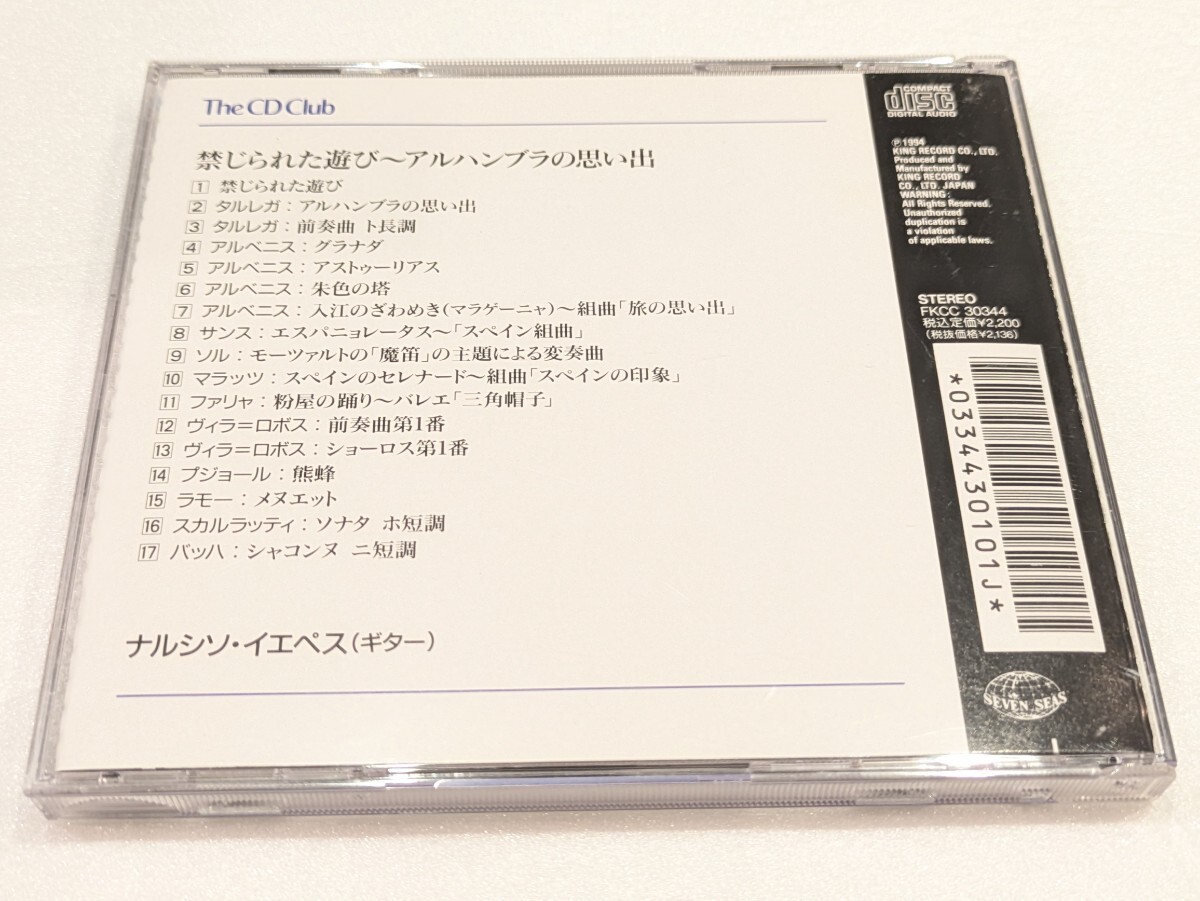 The CD Club
禁じられた遊び〜アルハンブラの思い出
1 禁じられた遊び
2 タルレガ：アルハンブラの思い出
3 タルレガ：前奏曲 ト長調
4 アルベニス：グラナダ
5 アルベニス：アストゥーリアス
6 アルベニス：朱色の塔
7 アルベニス：入江のざわめき(マラゲーニャ)〜組曲「旅の思い出」
8 サンス：エスパニョレータス〜「スペイン組曲」
9 ソル：モーツァルトの「魔笛」の主題による変奏曲
10 マラッツ：スペインのセレナード〜組曲「スペインの印象」
11 ファリャ：粉屋の踊り〜バレエ「三角帽子」
12 ヴィラ＝ロボス：前奏曲第1番
13 ヴィラ＝ロボス：ショーロス第1番
14 プジョール：熊蜂
15 ラモー：メヌエット
16 スカルラッティ：ソナタ ホ短調
17 バッハ：シャコンヌ ニ短調
ナルシソ・イエペス(ギター)
COMPACT
disc
DIGITAL AUDIO
℗ 1994
KING RECORD CO., LTD.
Produced and
Manufactured by
KING RECORD
CO., LTD. JAPAN
WARNING:
All Rights Reserved.
Unauthorized
duplication is
a violation
of applicable laws.
STEREO
FKCC 30344
税込定価¥2,200
(税抜価格¥2,136)
*0334430101J*
SEVEN SEAS